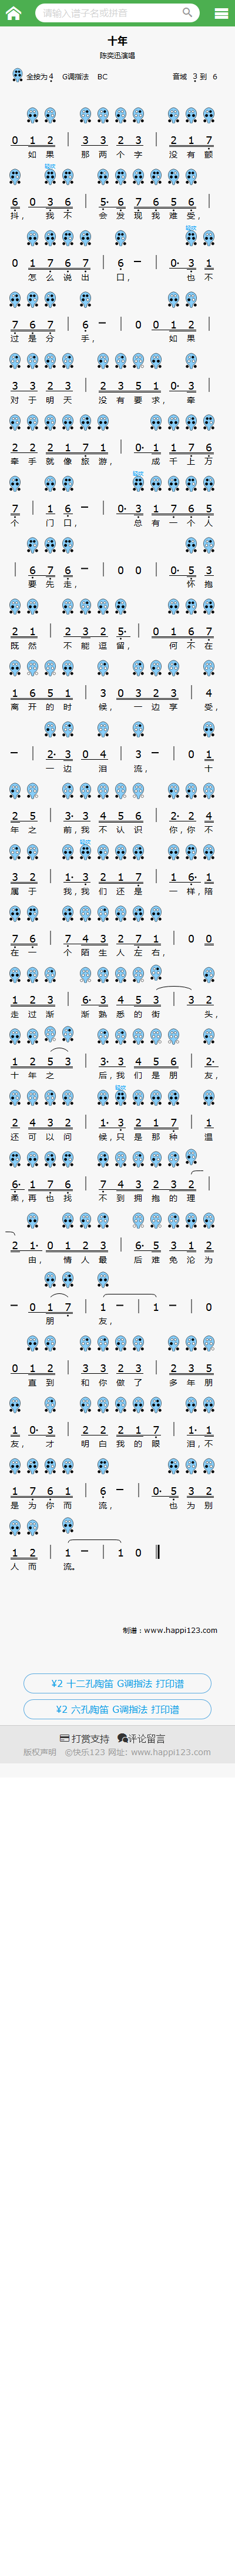 请输入谱子名或拼音
十年
陈奕迅演唱
全按为4 G调指法 BC 音域 3 到 6
0 1 2 | 3 3 2 3 | 2 1 7
如 果 那 两 个 字 没 有 颤
6 0 3 6 | 5· 6 7 6 5 6 |
抖, 我 不 会 发 现 我 难 受,
0 1 7 6 7 | 6 - | 0· 3 1
怎 么 说 出 口, 也 不
7 6 7 | 6 - | 0 0 1 2 |
过 是 分 手, 如 果
3 3 2 3 | 2 3 5 1 0· 3 |
对 于 明 天 没 有 要 求, 牵
2 2 2 1 7 1 | 0· 1 1 7 6
牵 手 就 像 旅 游, 成 千 上 万
7 | 1 6 - | 0· 3 1 7 6 5
个 门 口, 总 有 一 个 人
| 6 7 6 - | 0 0 | 0· 5 3
要 先 走, 怀 抱
2 1 | 2 3 2 5· | 0 1 6 7
既 然 不 能 逗 留, 何 不 在
1 6 5 1 | 3 0 3 2 3 | 4
离 开 的 时 候, 一 边 享 受,
- | 2· 3 0 4 | 3 - | 0 1
一 边 泪 流, 十
2 5 | 3· 3 4 5 6 | 2· 2 4
年 之 前, 我 不 认 识 你, 你 不
3 2 | 1· 3 2 1 7 | 1 6· 1
属 于 我, 我 们 还 是 一 样, 陪
7 6 | 7 4 3 2 7 1 | 0 0
在 一 个 陌 生 人 左 右,
1 2 3 | 6· 3 4 5 3 | 3 2
走 过 渐 渐 熟 悉 的 街 头,
1 2 5 3 | 3· 3 4 5 6 | 2·
十 年 之 后, 我 们 是 朋 友,
2 4 3 2 | 1· 3 2 1 7 | 1
还 可 以 问 候, 只 是 那 种 温
6· 1 7 6 | 7 4 3 2 3 2 |
柔, 再 也 找 不 到 拥 抱 的 理
2 1· 0 1 2 3 | 6· 5 3 1 2
由, 情 人 最 后 难 免 沦 为
- 0 1 7 | 1 - | 1 - | 0
朋 友,
0 1 2 | 3 3 2 3 | 2 3 5
直 到 和 你 做 了 多 年 朋
1 0· 3 | 2 2 2 1 7 | 1· 1
友, 才 明 白 我 的 眼 泪, 不
1 7 6 1 | 6 - | 0· 5 3 2
是 为 你 而 流, 也 为 别
1 2 | 1 - | 1 0
人 而 流。
制谱：www.happi123.com
¥2 十二孔陶笛 G调指法 打印谱
¥2 六孔陶笛 G调指法 打印谱
打赏支持 评论留言
版权声明 @快乐123 网址: www.happi123.com